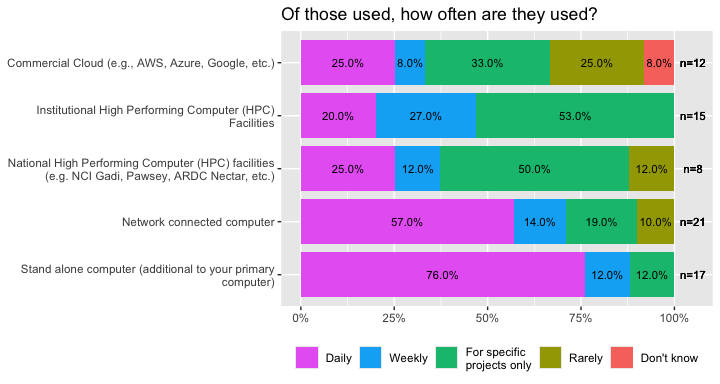 Of those used, how often are they used?
Commercial Cloud (e.g., AWS, Azure, Google, etc.)
25.0% 8.0% 33.0% 25.0% 8.0% n=12
Institutional High Performing Computer (HPC)
Facilities
20.0% 27.0% 53.0% n=15
National High Performing Computer (HPC) facilities
(e.g. NCI Gadi, Pawsey, ARDC Nectar, etc.)
25.0% 12.0% 50.0% 12.0% n=8
Network connected computer
57.0% 14.0% 19.0% 10.0% n=21
Stand alone computer (additional to your primary
computer)
76.0% 12.0% 12.0% n=17
0% 25% 50% 75% 100%
Daily Weekly For specific
projects only Rarely Don't know